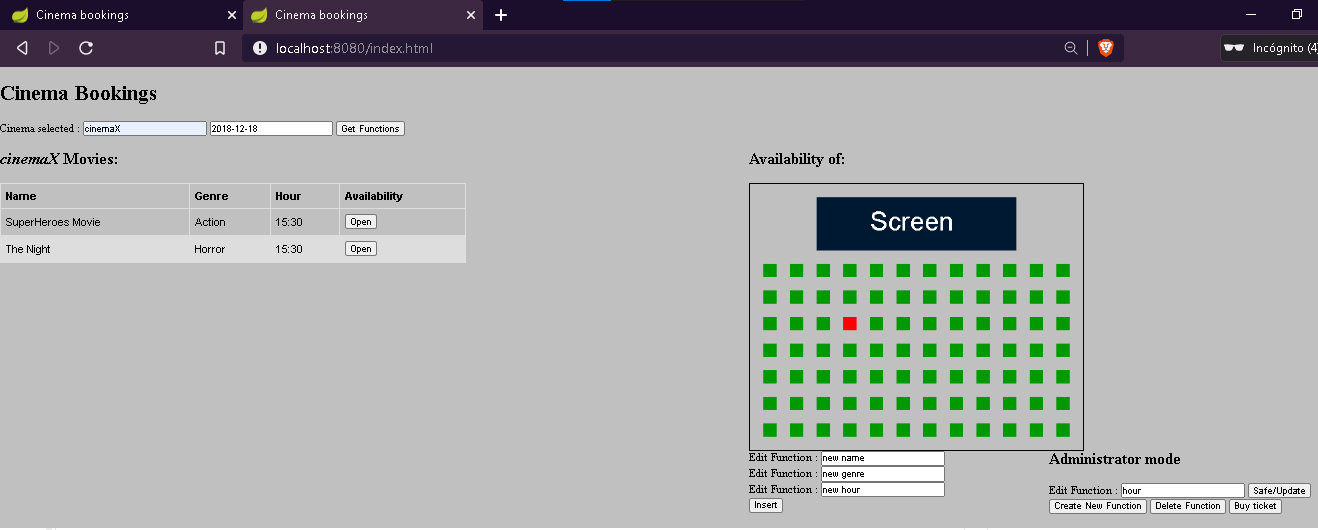 Cinema bookings
Cinema bookings
localhost:8080/index.html
Incógnito (4)
Cinema Bookings
Cinema selected : cinemaX 2018-12-18 Get Functions
cinemaX Movies:
Name Genre Hour Availability
SuperHeroes Movie Action 15:30 Open
The Night Horror 15:30 Open
Availability of:
Screen
Edit Function : new name
Edit Function : new genre
Edit Function : new hour
Insert
Administrator mode
Edit Function : hour Safe/Update
Create New Function Delete Function Buy ticket